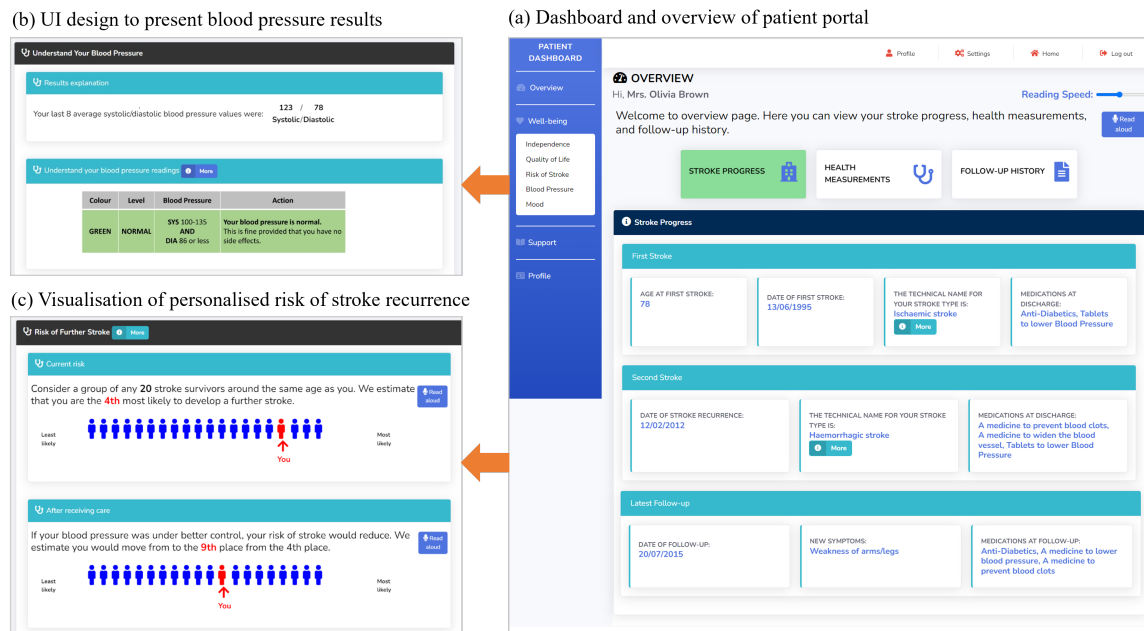 (b) UI design to present blood pressure results
Understand Your Blood Pressure
Results explanation
Your last 8 average systolic/diastolic blood pressure values were:
123 / 78
Systolic/Diastolic
Understand your blood pressure readings More
Colour Level Blood Pressure Action
GREEN NORMAL
SYS 100-135
AND
DIA 86 or less
Your blood pressure is normal.
This is fine provided that you have no
side effects.
(c) Visualisation of personalised risk of stroke recurrence
Risk of Further Stroke More
Current risk
Consider a group of any 20 stroke survivors around the same age as you. We estimate
that you are the 4th most likely to develop a further stroke.
Read
aloud
Least
likely
Most
likely
You
After receiving care
If your blood pressure was under better control, your risk of stroke would reduce. We
estimate you would move from to the 9th place from the 4th place.
Read
aloud
Least
likely
Most
likely
You
(a) Dashboard and overview of patient portal
PATIENT
DASHBOARD
Overview
Well-being
Independence
Quality of Life
Risk of Stroke
Blood Pressure
Mood
Support
Profile
Profile Settings Home Log out
OVERVIEW
Hi, Mrs. Olivia Brown
Reading Speed:
Welcome to overview page. Here you can view your stroke progress, health measurements,
and follow-up history.
Read
aloud
STROKE PROGRESS
HEALTH
MEASUREMENTS
FOLLOW-UP HISTORY
Stroke Progress
First Stroke
AGE AT FIRST STROKE:
78
DATE OF FIRST STROKE:
13/06/1995
THE TECHNICAL NAME FOR
YOUR STROKE TYPE IS:
Ischaemic stroke
More
MEDICATIONS AT
DISCHARGE:
Anti-Diabetics, Tablets
to lower Blood Pressure
Second Stroke
DATE OF STROKE RECURRENCE:
12/02/2012
THE TECHNICAL NAME FOR YOUR STROKE
TYPE IS:
Haemorrhagic stroke
More
MEDICATIONS AT DISCHARGE:
A medicine to prevent blood clots,
A medicine to widen the blood
vessel, Tablets to lower Blood
Pressure
Latest Follow-up
DATE OF FOLLOW-UP:
20/07/2015
NEW SYMPTOMS:
Weakness of arms/legs
MEDICATIONS AT FOLLOW-UP:
Anti-Diabetics, A medicine to lower
blood pressure, A medicine to
prevent blood clots